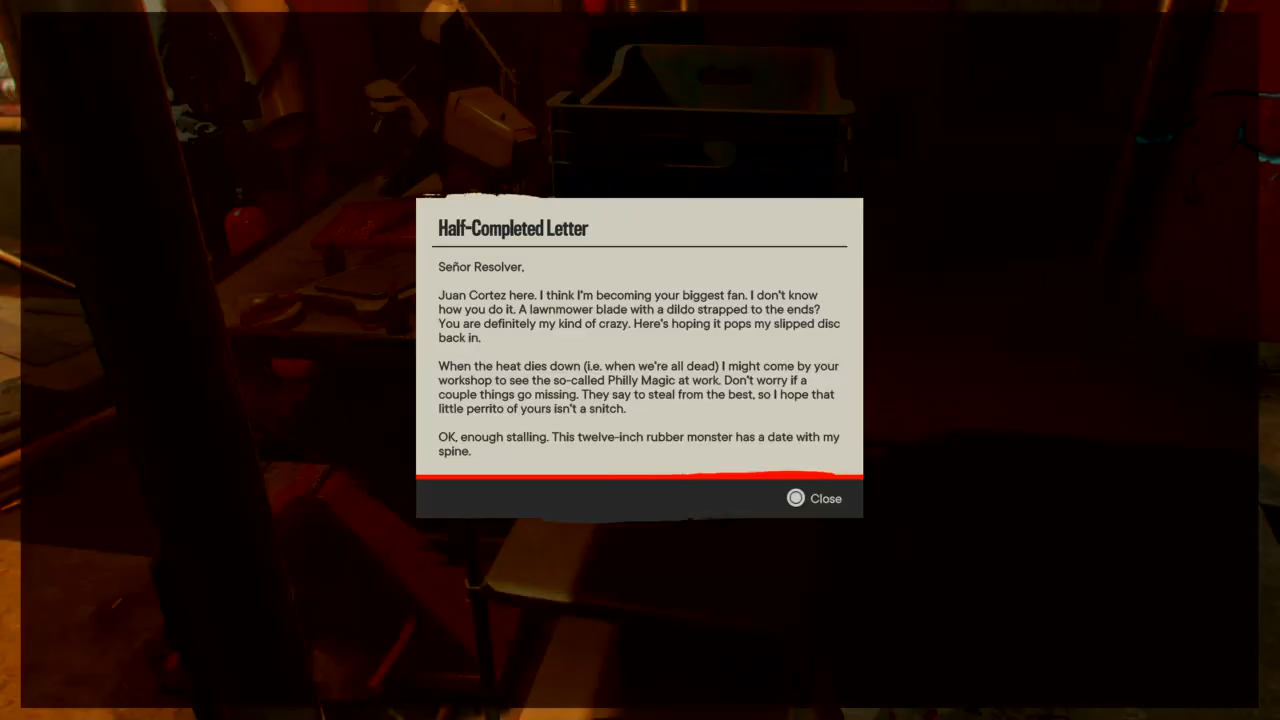 Half-Completed Letter
Señor Resolver,
Juan Cortez here. I think I'm becoming your biggest fan. I don't know
how you do it. A lawnmower blade with a dildo strapped to the ends?
You are definitely my kind of crazy. Here's hoping it pops my slipped disc
back in.
When the heat dies down (i.e. when we're all dead) I might come by your
workshop to see the so-called Philly Magic at work. Don't worry if a
couple things go missing. They say to steal from the best, so I hope that
little perrito of yours isn't a snitch.
OK, enough stalling. This twelve-inch rubber monster has a date with my
spine.
Close